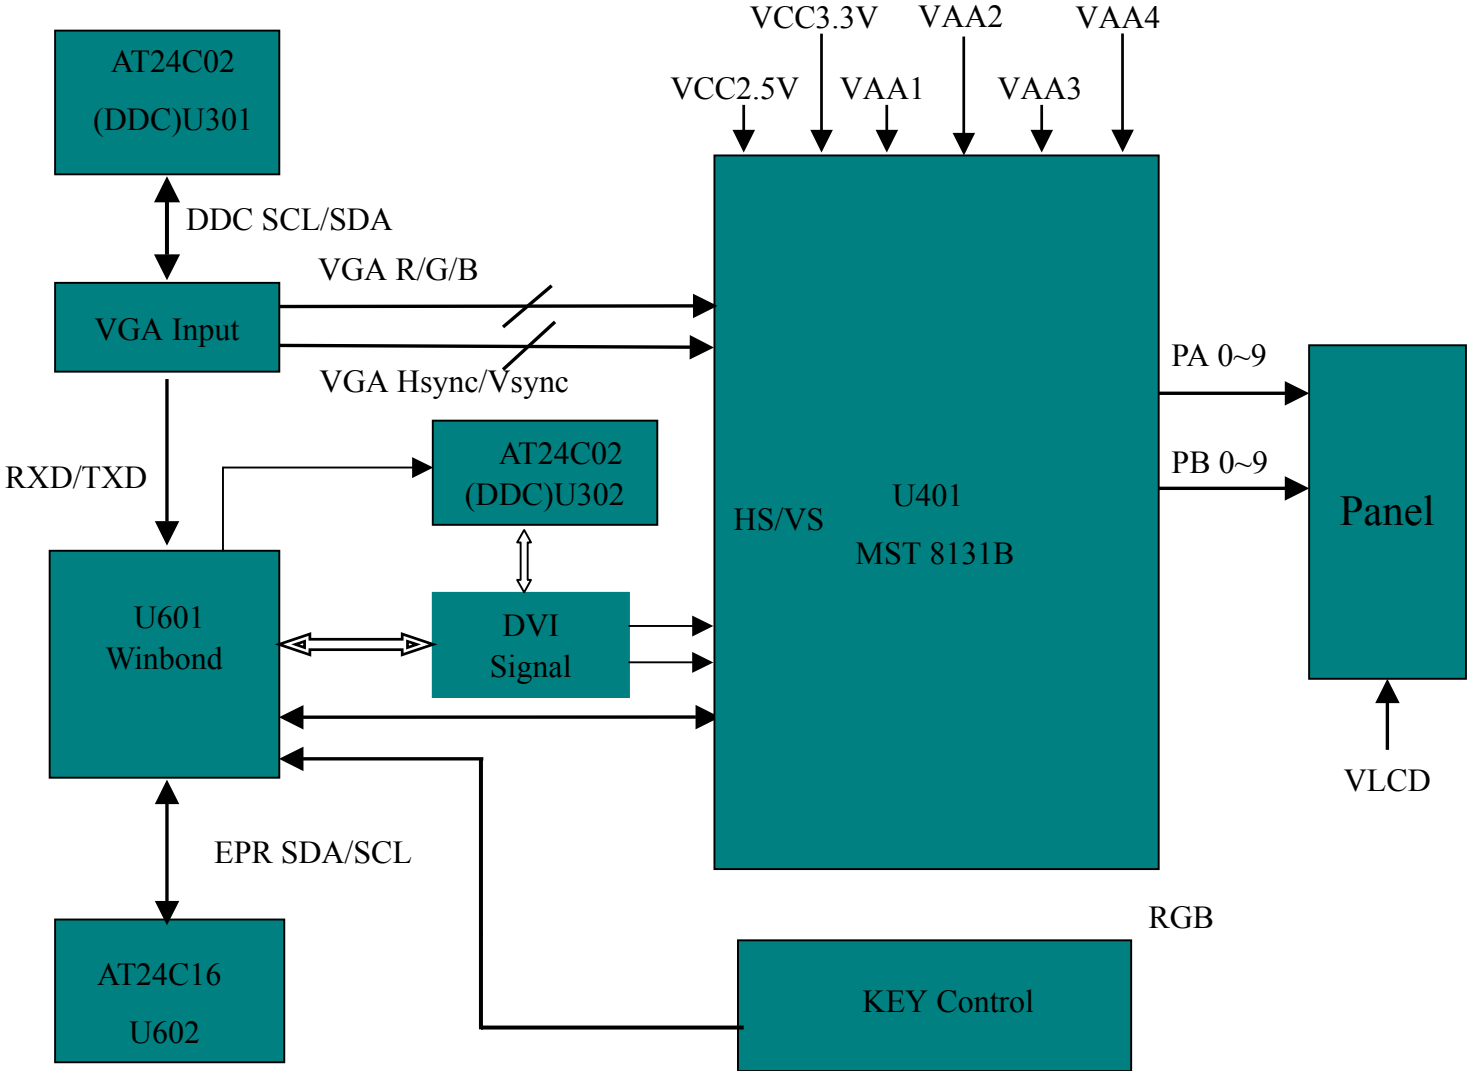 VCC3.3V
VAA2
VAA4
VCC2.5V
VAA1
VAA3
AT24C02
(DDC)U301
DDC SCL/SDA
VGA R/G/B
VGA Input
VGA Hsync/Vsync
RXD/TXD
AT24C02
(DDC)U302
HS/VS
U401
MST 8131B
PA 0~9
PB 0~9
Panel
U601
Winbond
DVI
Signal
VLCD
EPR SDA/SCL
RGB
AT24C16
U602
KEY Control